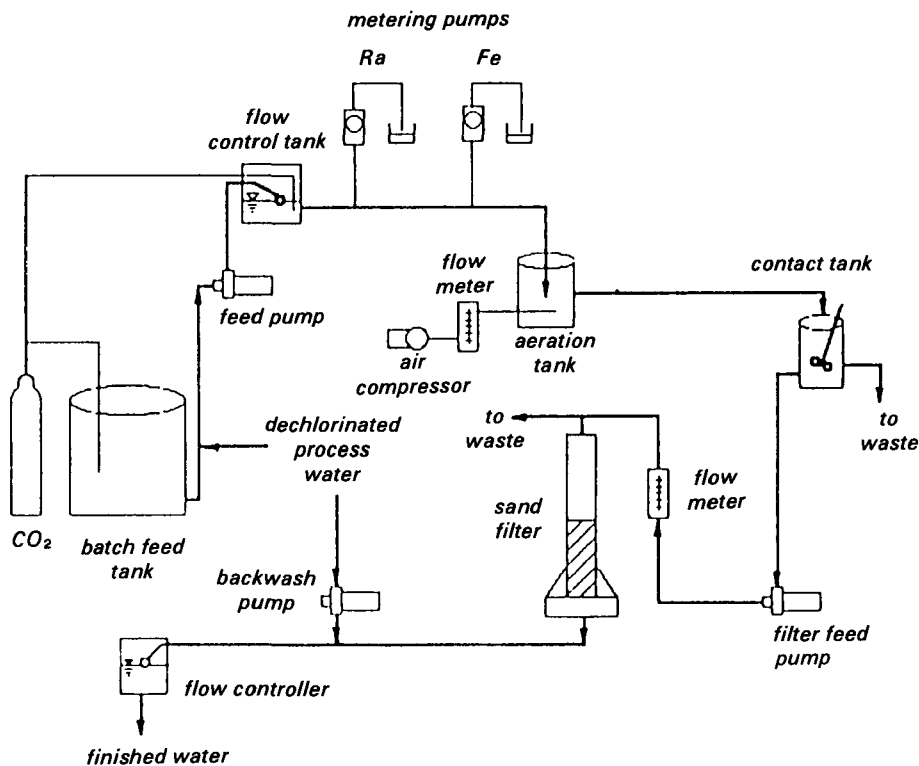 metering pumps
Ra
Fe
flow
control tank
feed pump
flow
meter
air
compressor
aeration
tank
contact tank
to
waste
CO₂
batch feed
tank
dechlorinated
process
water
to
waste
sand
filter
flow
meter
filter feed
pump
backwash
pump
flow controller
finished water